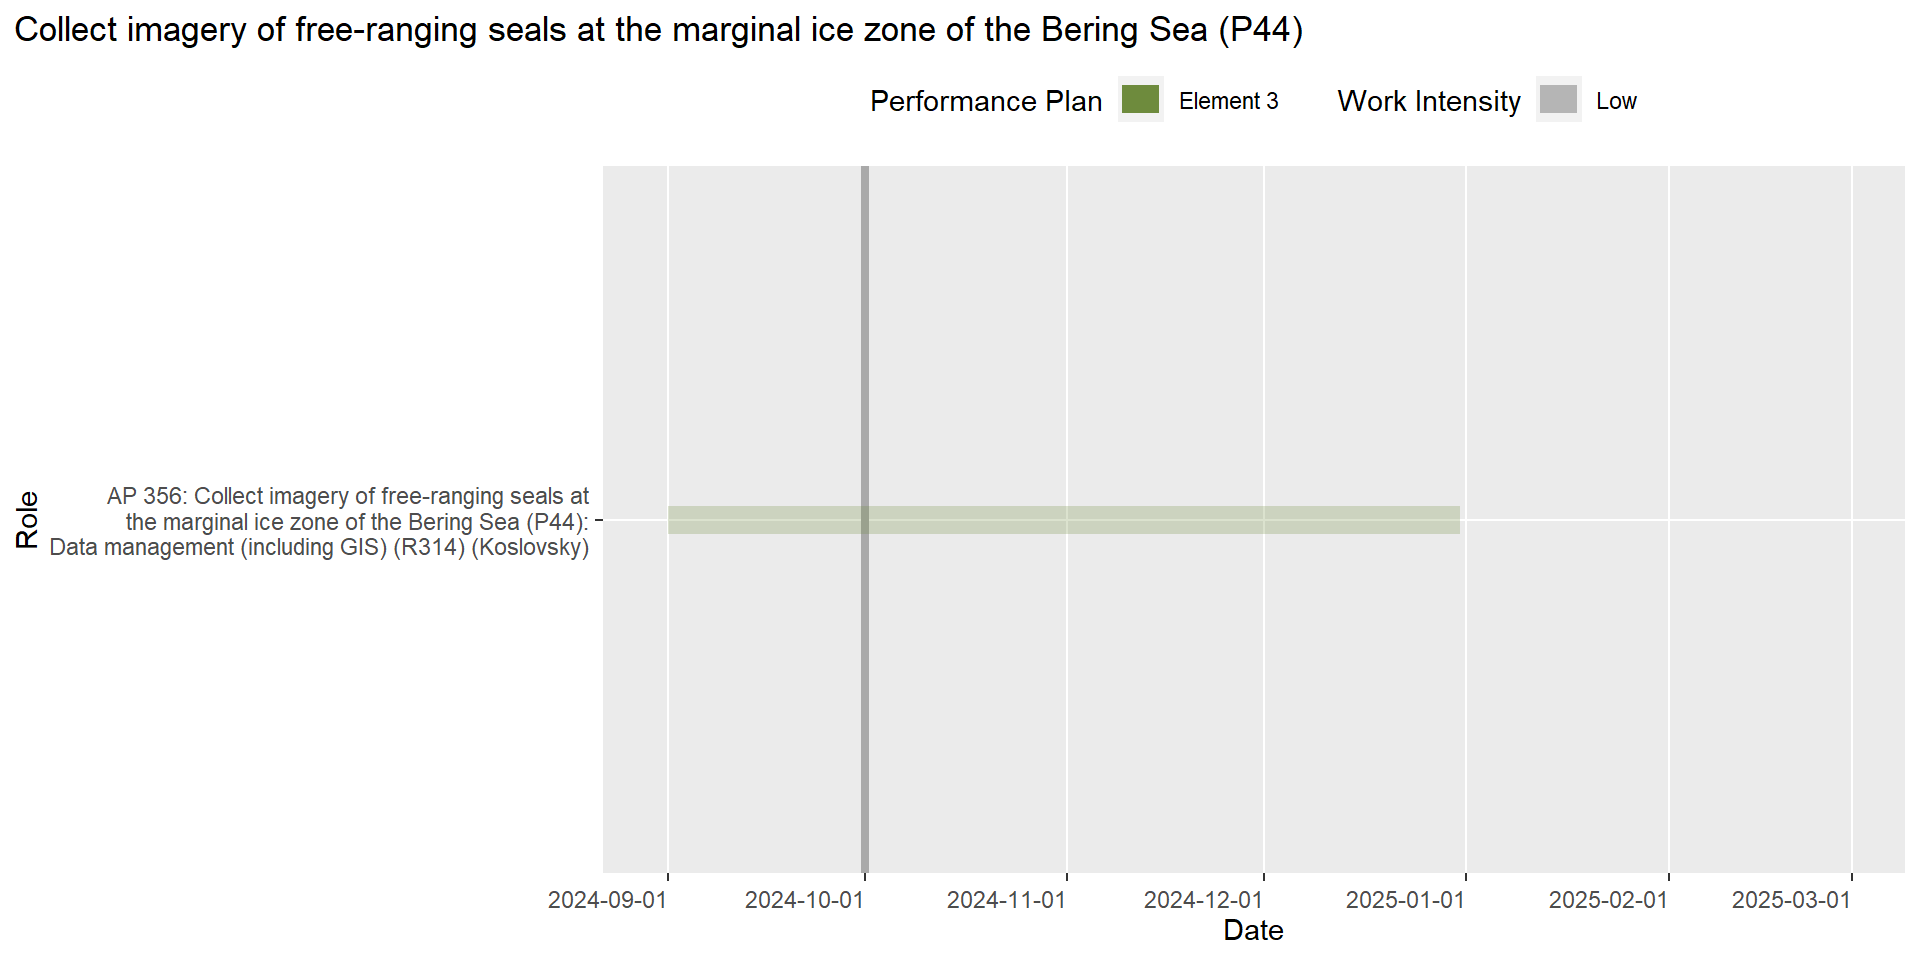 Collect imagery of free-ranging seals at the marginal ice zone of the Bering Sea (P44)
Performance Plan Element 3 Work Intensity Low
Role
AP 356: Collect imagery of free-ranging seals at
the marginal ice zone of the Bering Sea (P44):
Data management (including GIS) (R314) (Koslovsky)
2024-09-01 2024-10-01 2024-11-01 2024-12-01 2025-01-01 2025-02-01 2025-03-01
Date